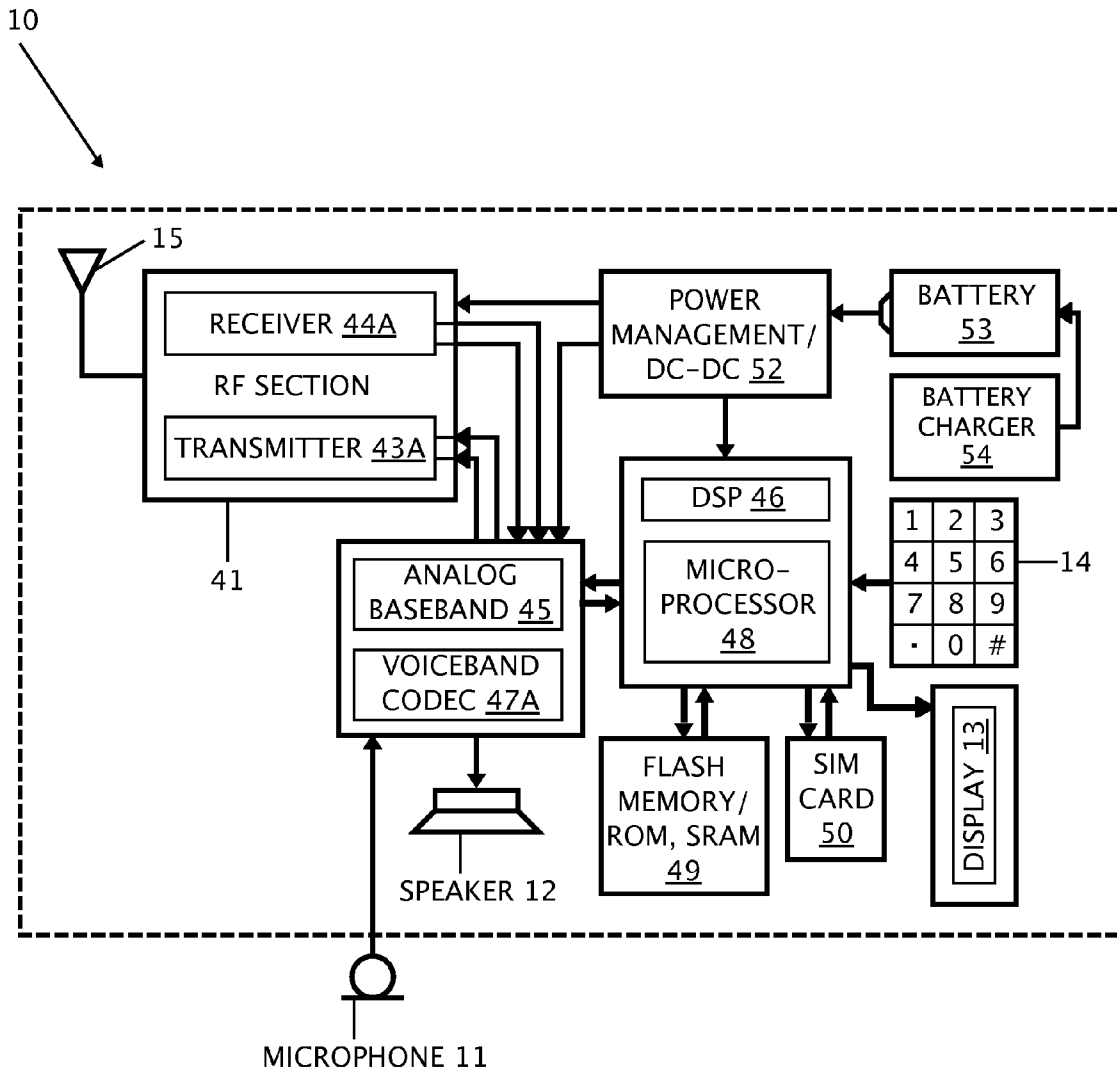 10
15
RECEIVER 44A
RF SECTION
TRANSMITTER 43A
41
POWER
MANAGEMENT/
DC-DC 52
BATTERY
53
BATTERY
CHARGER
54
DSP 46
MICRO-
PROCESSOR
48
1 2 3
4 5 6
7 8 9
· 0 #
14
ANALOG
BASEBAND 45
VOICEBAND
CODEC 47A
FLASH
MEMORY/
ROM, SRAM
49
SIM
CARD
50
DISPLAY 13
SPEAKER 12
MICROPHONE 11